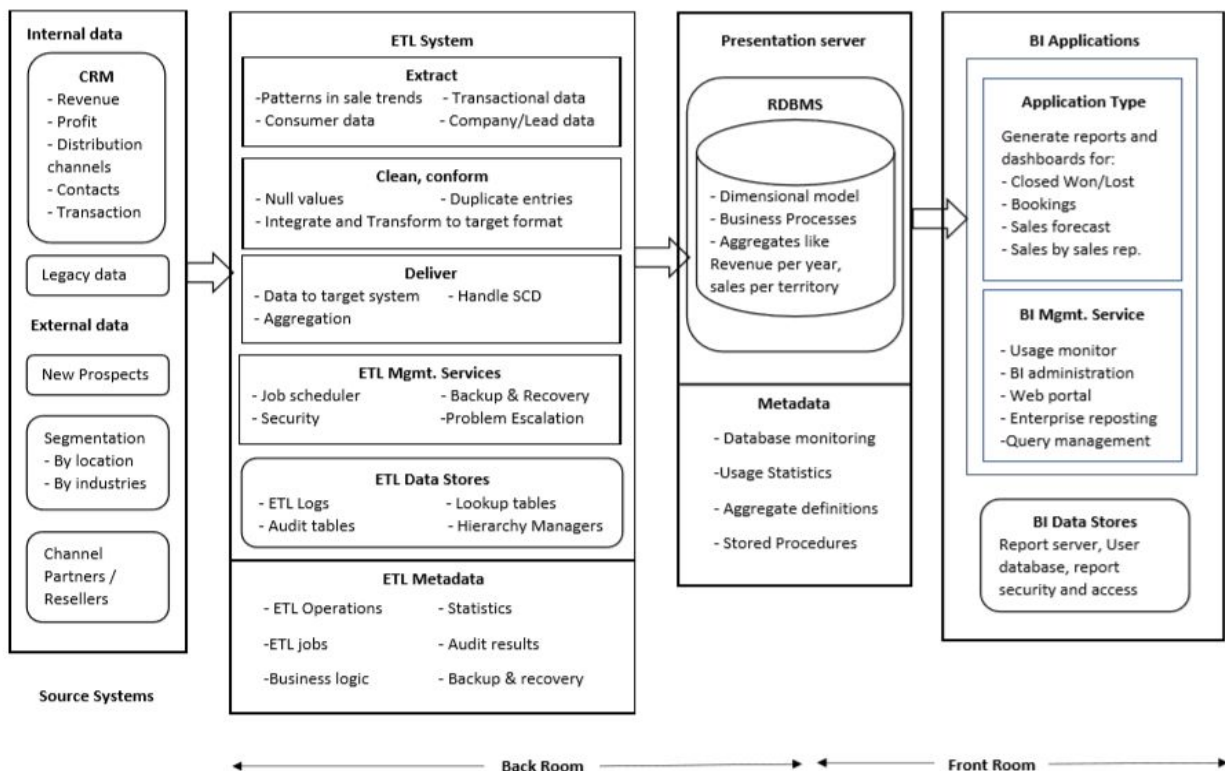 Internal data
CRM
- Revenue
- Profit
- Distribution
channels
- Contacts
- Transaction
Legacy data
External data
New Prospects
Segmentation
- By location
- By industries
Channel
Partners /
Resellers
Source Systems
ETL System
Extract
-Patterns in sale trends - Transactional data
- Consumer data - Company/Lead data
Clean, conform
- Null values - Duplicate entries
- Integrate and Transform to target format
Deliver
- Data to target system - Handle SCD
- Aggregation
ETL Mgmt. Services
- Job scheduler - Backup & Recovery
- Security -Problem Escalation
ETL Data Stores
- ETL Logs - Lookup tables
- Audit tables - Hierarchy Managers
ETL Metadata
- ETL Operations - Statistics
-ETL jobs - Audit results
-Business logic - Backup & recovery
Presentation server
RDBMS
- Dimensional model
- Business Processes
- Aggregates like
Revenue per year,
sales per territory
Metadata
- Database monitoring
-Usage Statistics
- Aggregate definitions
- Stored Procedures
BI Applications
Application Type
Generate reports and
dashboards for:
- Closed Won/Lost
- Bookings
- Sales forecast
- Sales by sales rep.
BI Mgmt. Service
- Usage monitor
- BI administration
- Web portal
- Enterprise reposting
-Query management
BI Data Stores
Report server, User
database, report
security and access
Back Room
Front Room